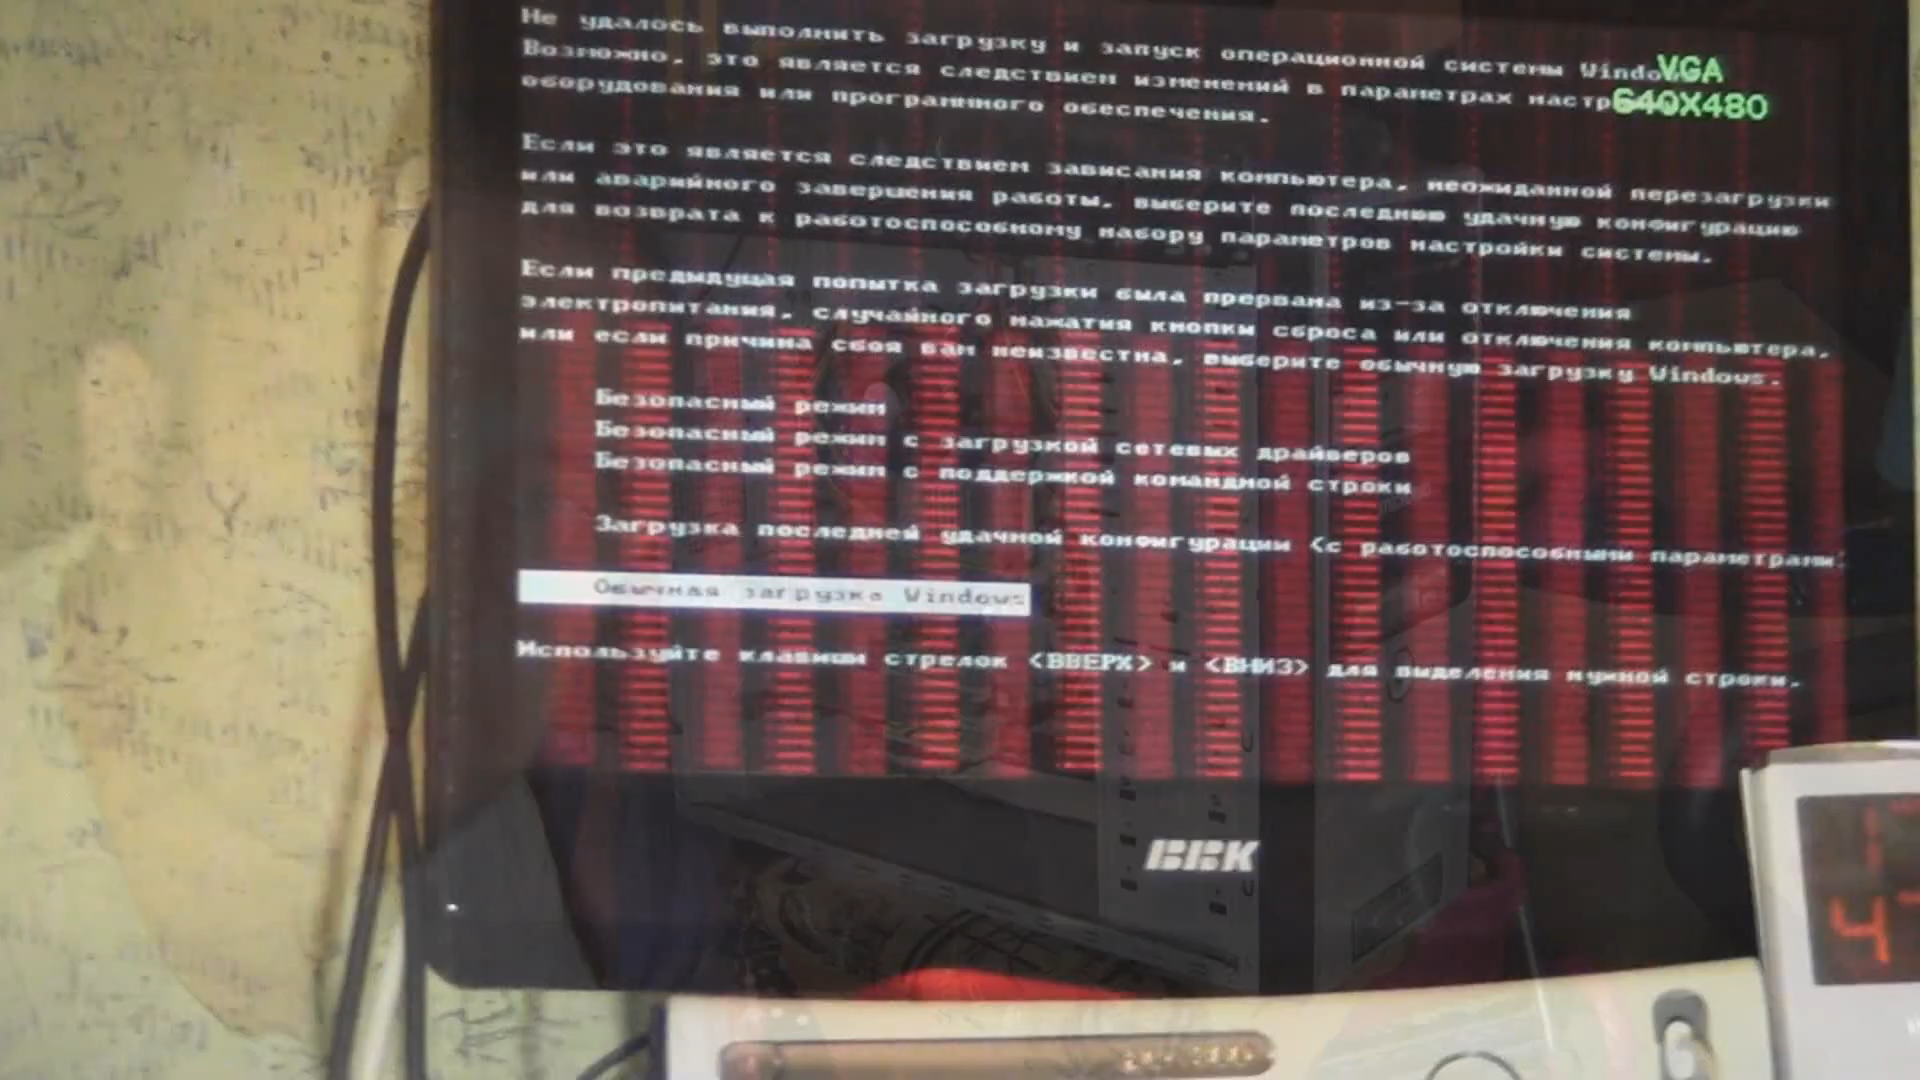 Не удалось выполнить загрузку и запуск операционной системы Windo
VGA
Возможно, это является следствием изменений в параметрах настр
640X480
оборудования или программного обеспечения.
Если это является следствием зависания компьютера, неожиданной перезагрузки
или аварийного завершения работы, выберите последнюю удачную конфигурацию
для возврата к работоспособному набору параметров настройки системы.
Если предыдущая попытка загрузки была прервана из-за отключения
электропитания, случайного нажатия кнопки сброса или отключения компьютера,
или если причина сбоя вам неизвестна, выберите обычную загрузку Windows.
Безопасный режим
Безопасный режим с загрузкой сетевых драйверов
Безопасный режим с поддержкой командной строки
Загрузка последней удачной конфигурации (с работоспособными параметрами)
Обычная загрузка Windows
Используйте клавиши стрелок <ВВЕРХ> и <ВНИЗ> для выделения нужной строки.
BBK
4